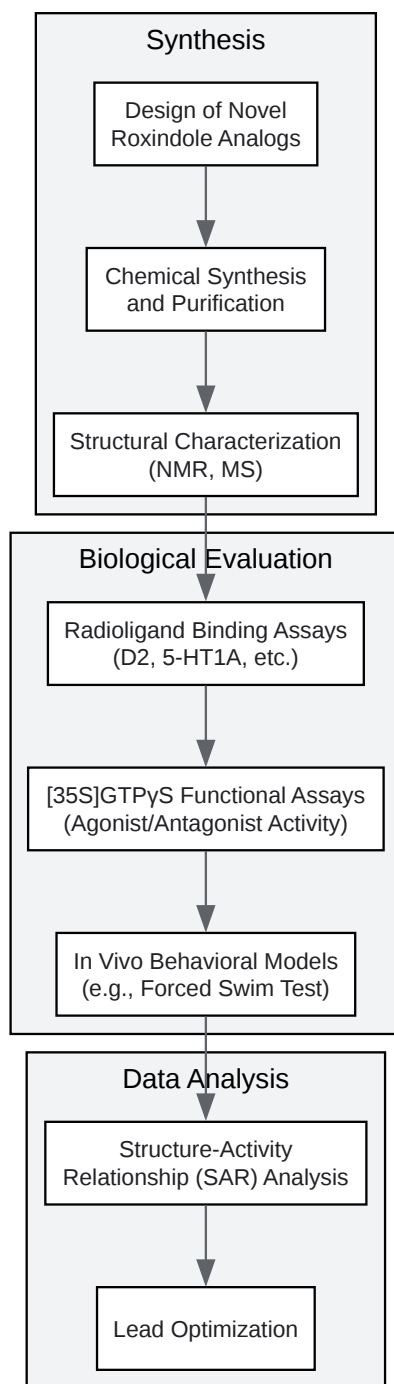 Synthesis
Design of Novel
Roxindole Analogs
Chemical Synthesis
and Purification
Structural Characterization
(NMR, MS)
Biological Evaluation
Radioligand Binding Assays
(D2, 5-HT1A, etc.)
[35S]GTPγS Functional Assays
(Agonist/Antagonist Activity)
In Vivo Behavioral Models
(e.g., Forced Swim Test)
Data Analysis
Structure-Activity
Relationship (SAR) Analysis
Lead Optimization